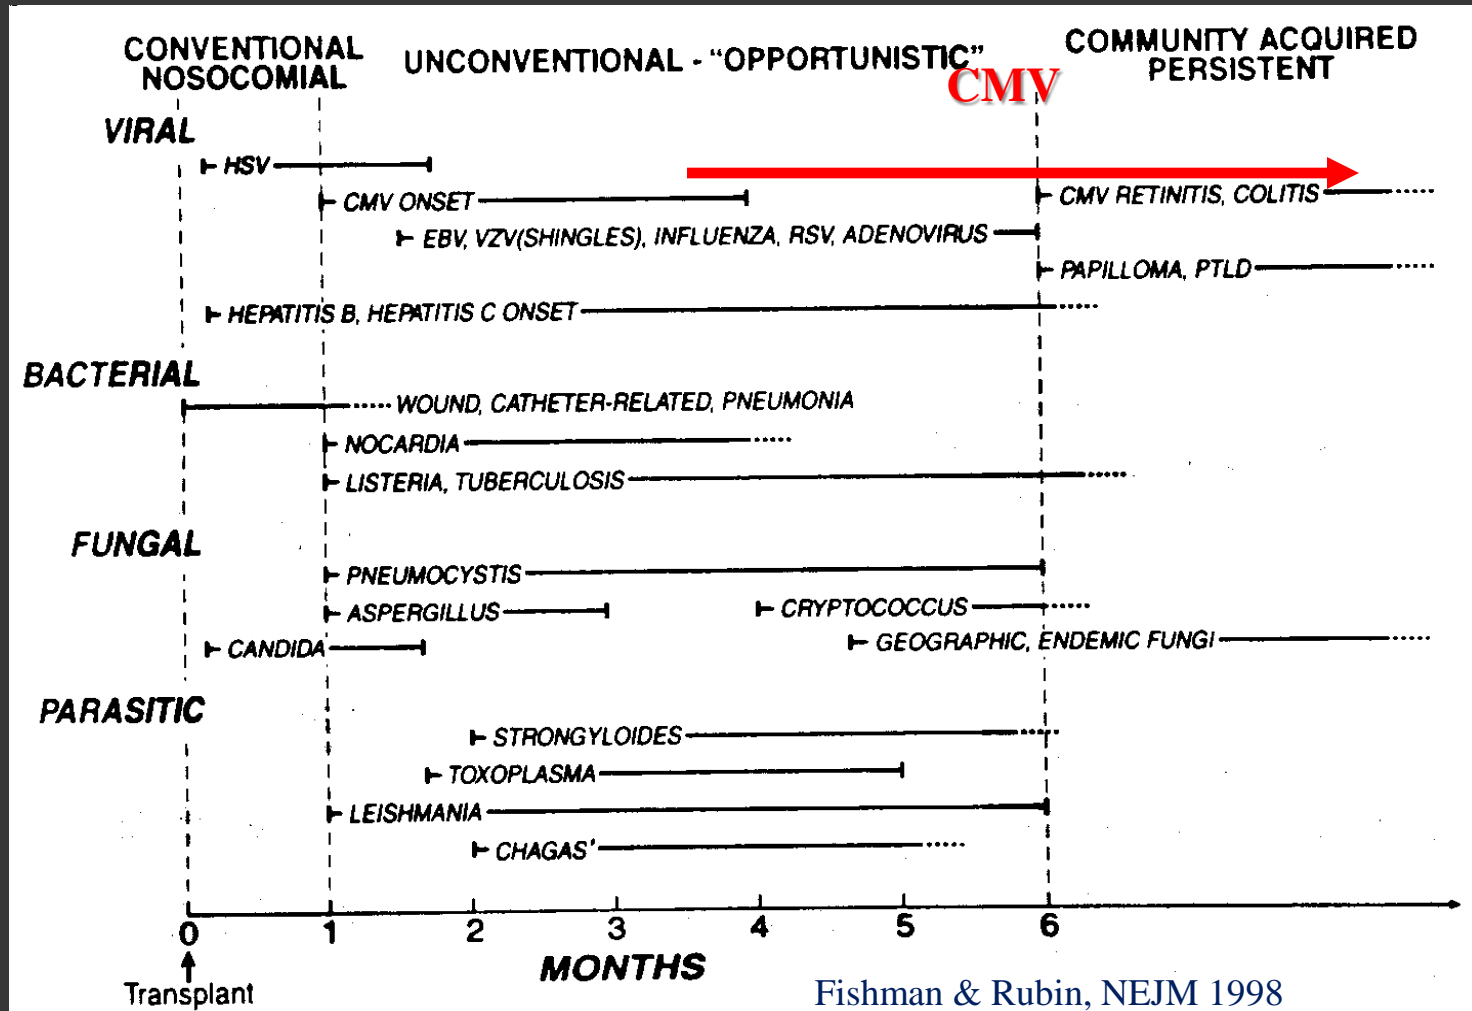 CONVENTIONAL
NOSOCOMIAL
UNCONVENTIONAL - "OPPORTUNISTIC"
COMMUNITY ACQUIRED
PERSISTENT
CMV
VIRAL
HSV
CMV ONSET
CMV RETINITIS, COLITIS
EBV, VZV(SHINGLES), INFLUENZA, RSV, ADENOVIRUS
PAPILLOMA, PTLD
HEPATITIS B, HEPATITIS C ONSET
BACTERIAL
WOUND, CATHETER-RELATED, PNEUMONIA
NOCARDIA
LISTERIA, TUBERCULOSIS
FUNGAL
PNEUMOCYSTIS
ASPERGILLUS
CRYPTOCOCCUS
CANDIDA
GEOGRAPHIC, ENDEMIC FUNGI
PARASITIC
STRONGYLOIDES
TOXOPLASMA
LEISHMANIA
CHAGAS'
0 1 2 3 4 5 6
MONTHS
Transplant
Fishman & Rubin, NEJM 1998